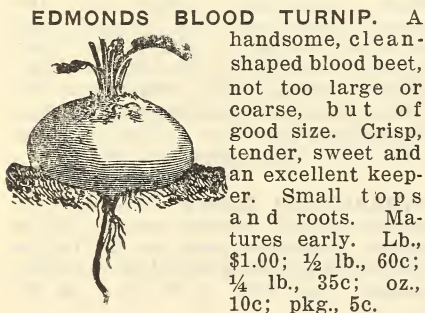 EDMONDS BLOOD TURNIP. A
handsome, clean-
shaped blood beet,
not too large or
coarse, but of
good size. Crisp,
tender, sweet and
an excellent keep-
er. Small tops
and roots. Ma-
tures early. Lb.,
$1.00; ½ lb., 60c;
¼ lb., 35c; oz.,
10c; pkg., 5c.